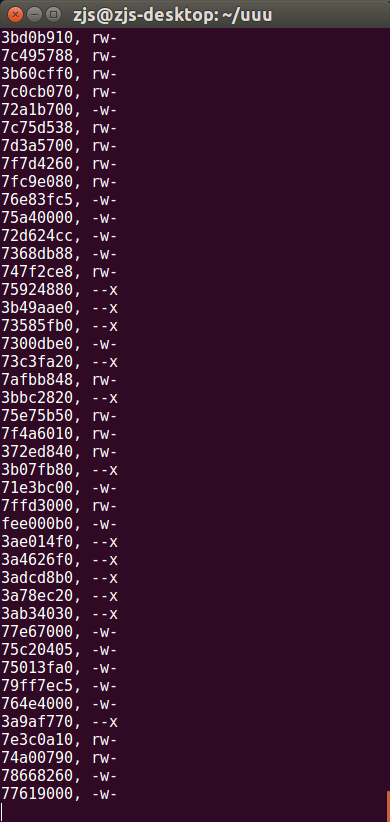 zjs@zjs-desktop: ~/uuu
3bd0b910, rw-
7c495788, rw-
3b60cff0, rw-
7c0cb070, rw-
72a1b700, -w-
7c75d538, rw-
7d3a5700, rw-
7f7d4260, rw-
7fc9e080, rw-
76e83fc5, -w-
75a40000, -w-
72d624cc, -w-
7368db88, -w-
747f2ce8, rw-
75924880, --x
3b49aae0, --x
73585fb0, --x
7300dbe0, -w-
73c3fa20, --x
7afbb848, rw-
3bbc2820, --x
75e75b50, rw-
7f4a6010, rw-
372ed840, rw-
3b07fb80, --x
71e3bc00, -w-
7ffd3000, rw-
fee000b0, -w-
3ae014f0, --x
3a4626f0, --x
3adcd8b0, --x
3a78ec20, --x
3ab34030, --x
77e67000, -w-
75c20405, -w-
75013fa0, -w-
79ff7ec5, -w-
764e4000, -w-
3a9af770, --x
7e3c0a10, rw-
74a00790, rw-
78668260, -w-
77619000, -w-